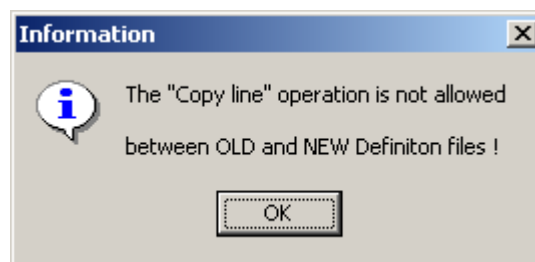 Information
The "Copy line" operation is not allowed
between OLD and NEW Definiton files !
OK